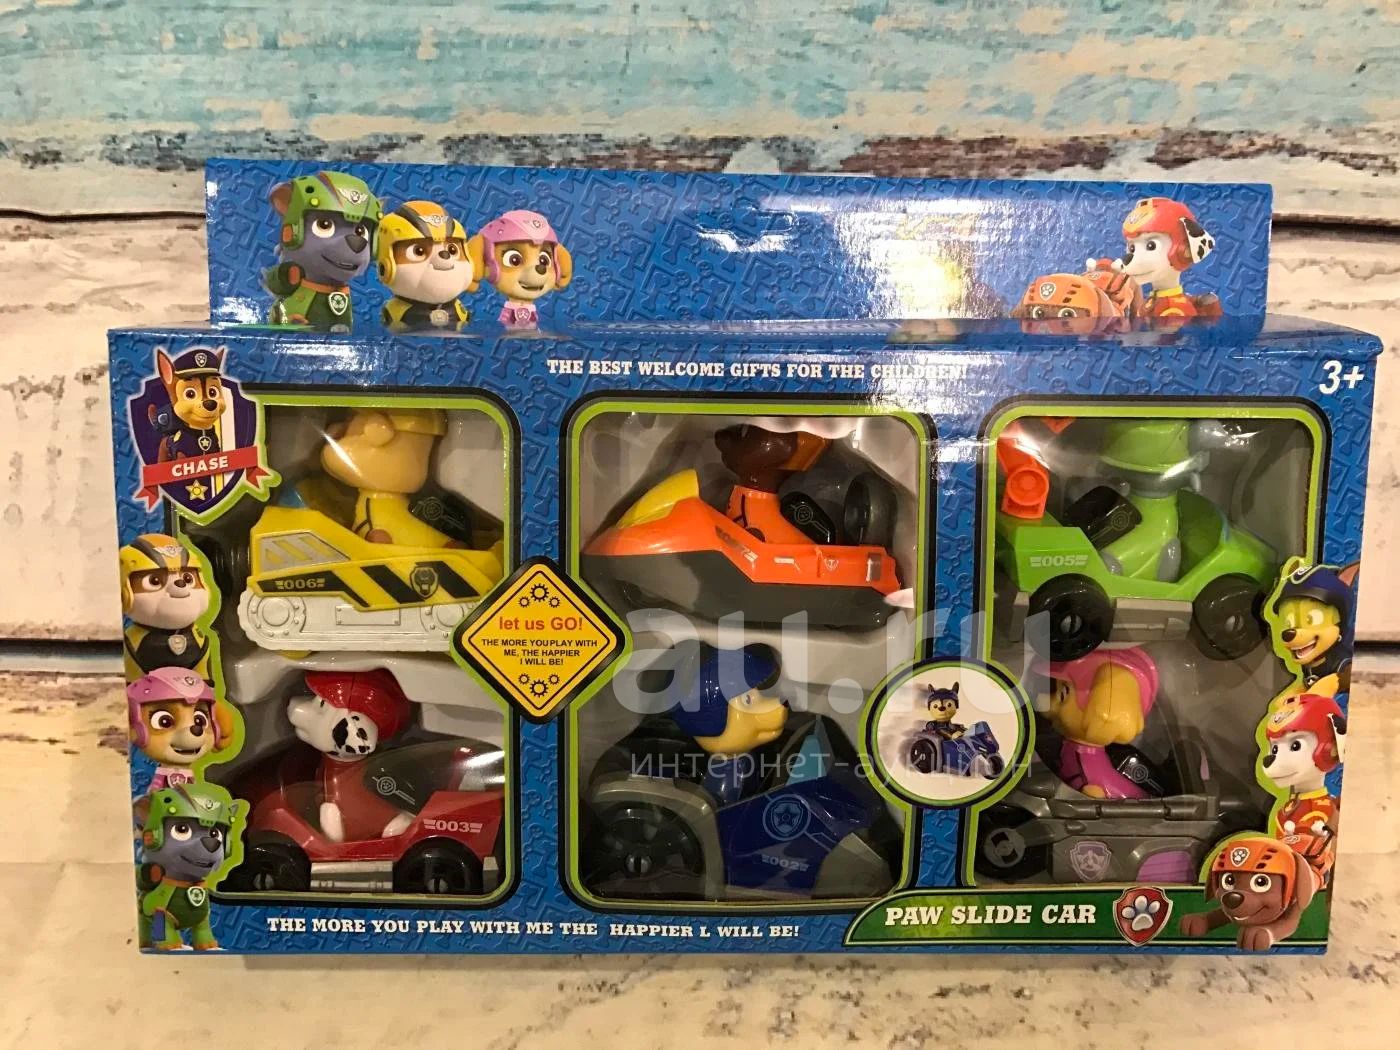 THE BEST WELCOME GIFTS FOR THE CHILDREN!
3+
CHASE
006
007
005
let us GO!
THE MORE YOU PLAY WITH
ME, THE HAPPIER
I WILL BE!
au.ru
интернет-аукцион
003
002
PAW SLIDE CAR
THE MORE YOU PLAY WITH ME THE HAPPIER L WILL BE!